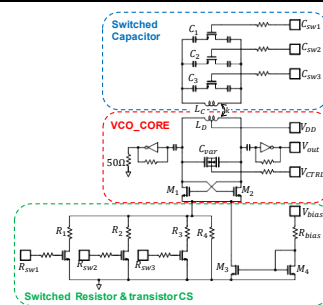 Switched
Capacitor
C1
Csw1
C2
Csw2
C3
Csw3
LC
k
VCO_CORE
LD
VDD
Cvar
Vout
50Ω
VCTRL
M1
M2
Vbias
R1
R2
R3
R4
Rbias
Rsw1
Rsw2
Rsw3
M3
M4
Switched Resistor & transistor CS